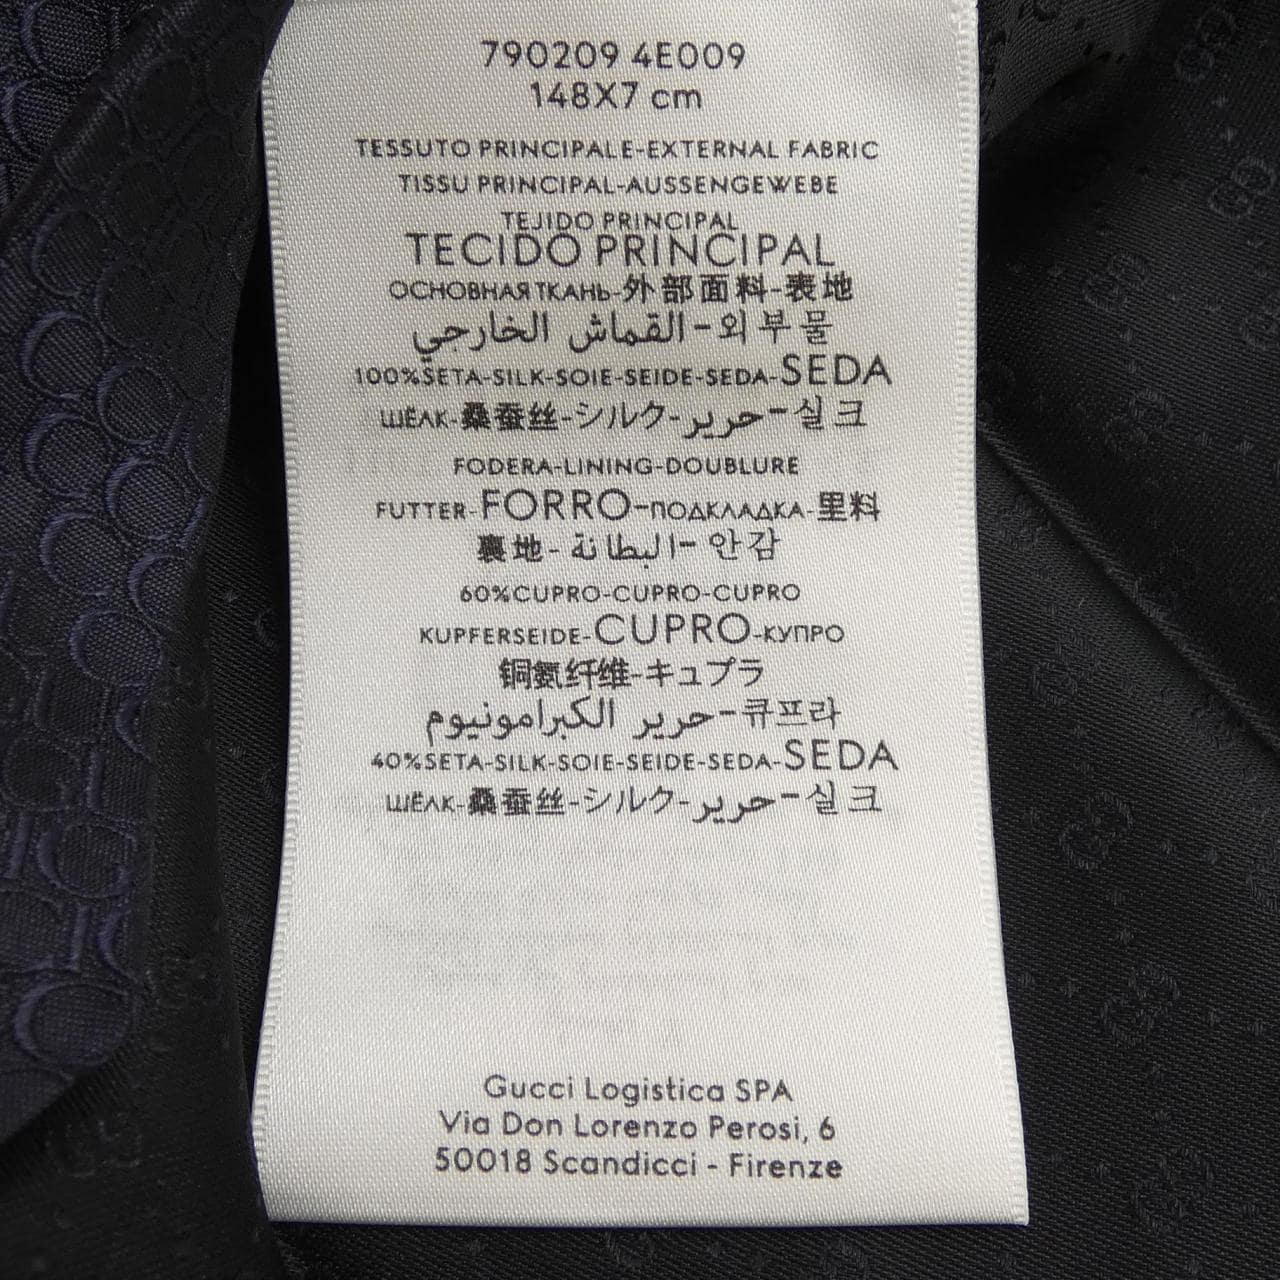 790209 4E009
148X7 cm
TESSUTO PRINCIPALE-EXTERNAL FABRIC
TISSU PRINCIPAL-AUSSENGEWEBE
TEJIDO PRINCIPAL
TECIDO PRINCIPAL
ОСНОВНАЯ ТКАНЬ-外部面料-表地
القماش الخارجي-외부물
100%SETA-SILK-SOIE-SEIDE-SEDA-SEDA
ШЁЛК-桑蚕丝-シルク-حرير-실크
FODERA-LINING-DOUBLURE
FUTTER-FORRO-ПОДКЛАДКА-里料
裏地-البطانة-안감
60%CUPRO-CUPRO-CUPRO
KUPFERSEIDE-CUPRO-КУПРО
铜氨纤维-キュプラ
حرير الكبرامونيوم-큐프라
40%SETA-SILK-SOIE-SEIDE-SEDA-SEDA
ШЁЛК-桑蚕丝-シルク-حرير-실크
Gucci Logistica SPA
Via Don Lorenzo Perosi, 6
50018 Scandicci - Firenze